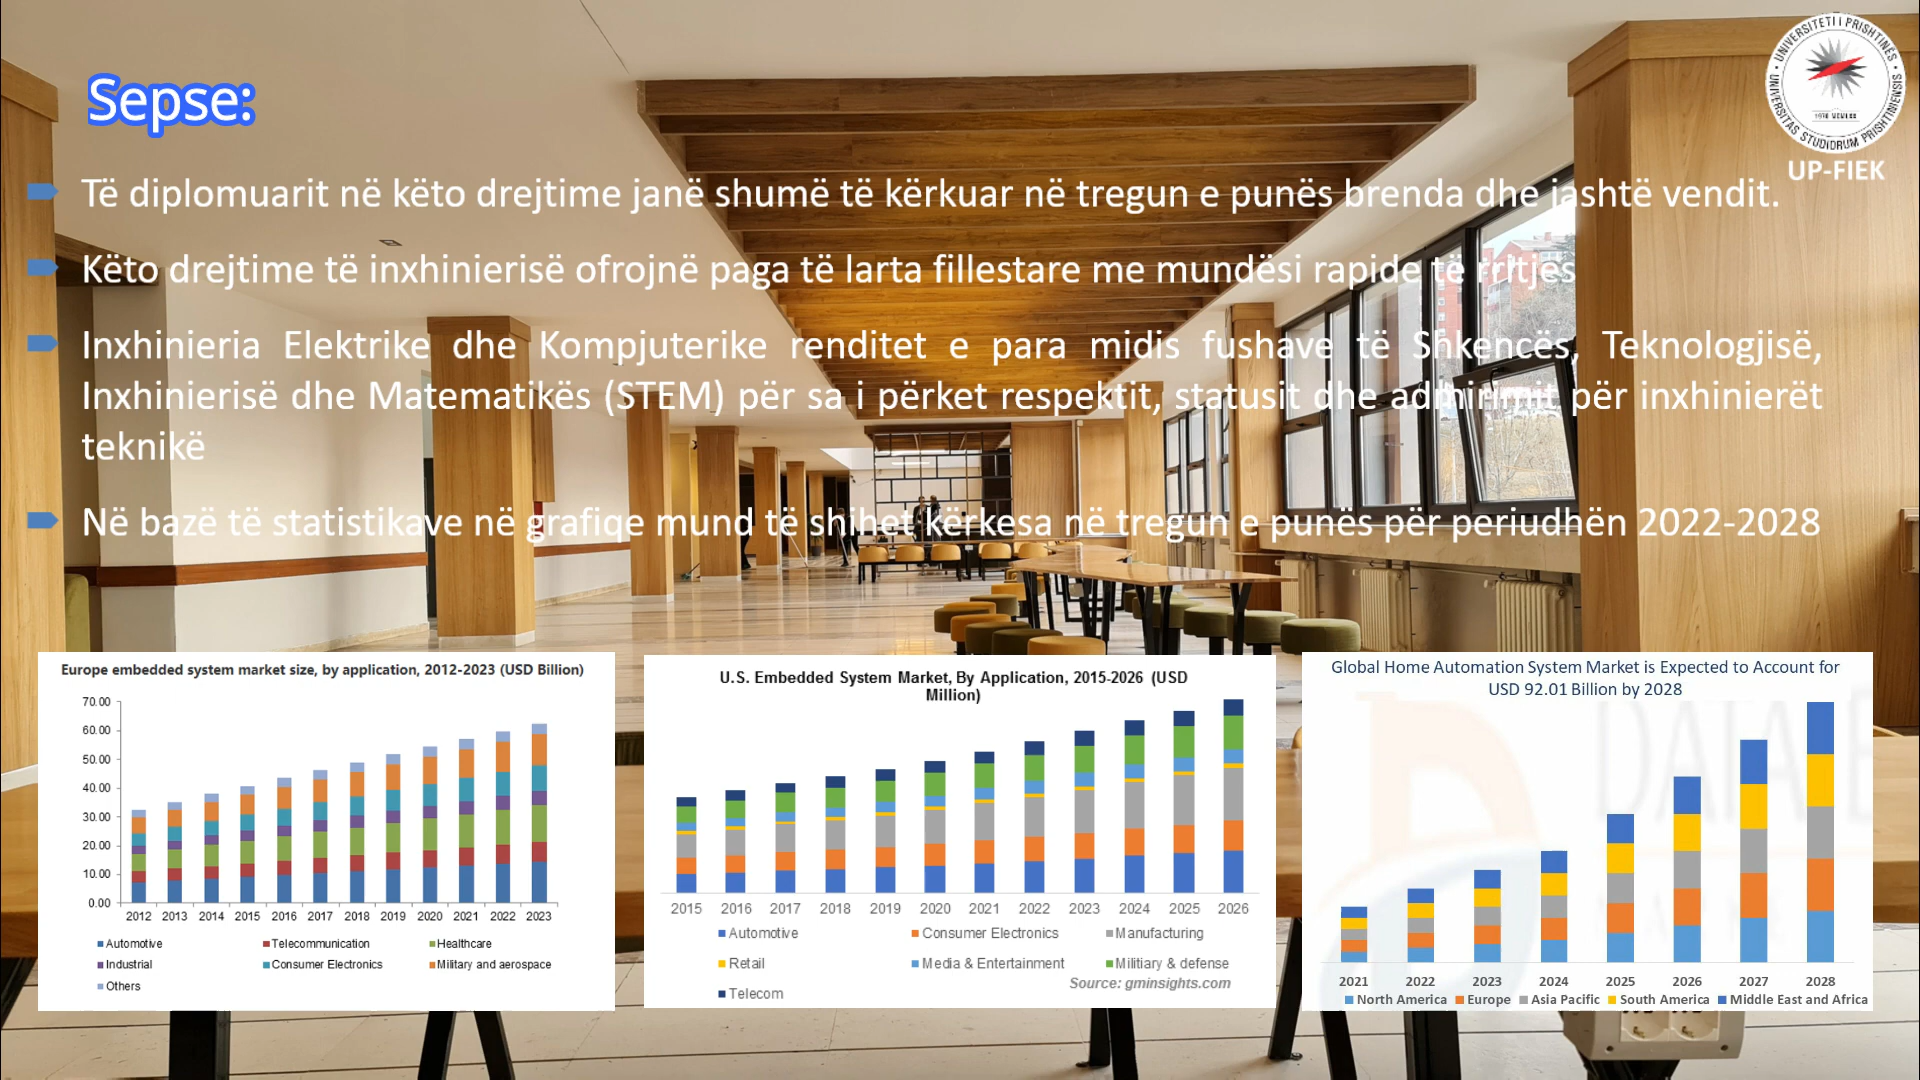 Sepse:
UNIVERSITETI I PRISHTINËS
UNIVERSITAS STUDIORUM PRISHTINIENSIS
UP-FIEK
Të diplomuarit në këto drejtime janë shumë të kërkuar në tregun e punës brenda dhe jashtë vendit.
Këto drejtime të inxhinierisë ofrojnë paga të larta fillestare me mundësi rapide të rritjes
Inxhinieria Elektrike dhe Kompjuterike renditet e para midis fushave të Shkencës, Teknologjisë,
Inxhinierisë dhe Matematikës (STEM) për sa i përket respektit, statusit dhe admirimit për inxhinierët
teknikë
Në bazë të statistikave në grafiqe mund të shihet kërkesa në tregun e punës për periudhën 2022-2028
Europe embedded system market size, by application, 2012-2023 (USD Billion)
70.00
60.00
50.00
40.00
30.00
20.00
10.00
0.00
2012 2013 2014 2015 2016 2017 2018 2019 2020 2021 2022 2023
Automotive Telecommunication Healthcare
Industrial Consumer Electronics Military and aerospace
Others
U.S. Embedded System Market, By Application, 2015-2026 (USD
Million)
2015 2016 2017 2018 2019 2020 2021 2022 2023 2024 2025 2026
Automotive Consumer Electronics Manufacturing
Retail Media & Entertainment Military & defense
Source: gminsights.com
Telecom
Global Home Automation System Market is Expected to Account for
USD 92.01 Billion by 2028
2021 2022 2023 2024 2025 2026 2027 2028
North America Europe Asia Pacific South America Middle East and Africa